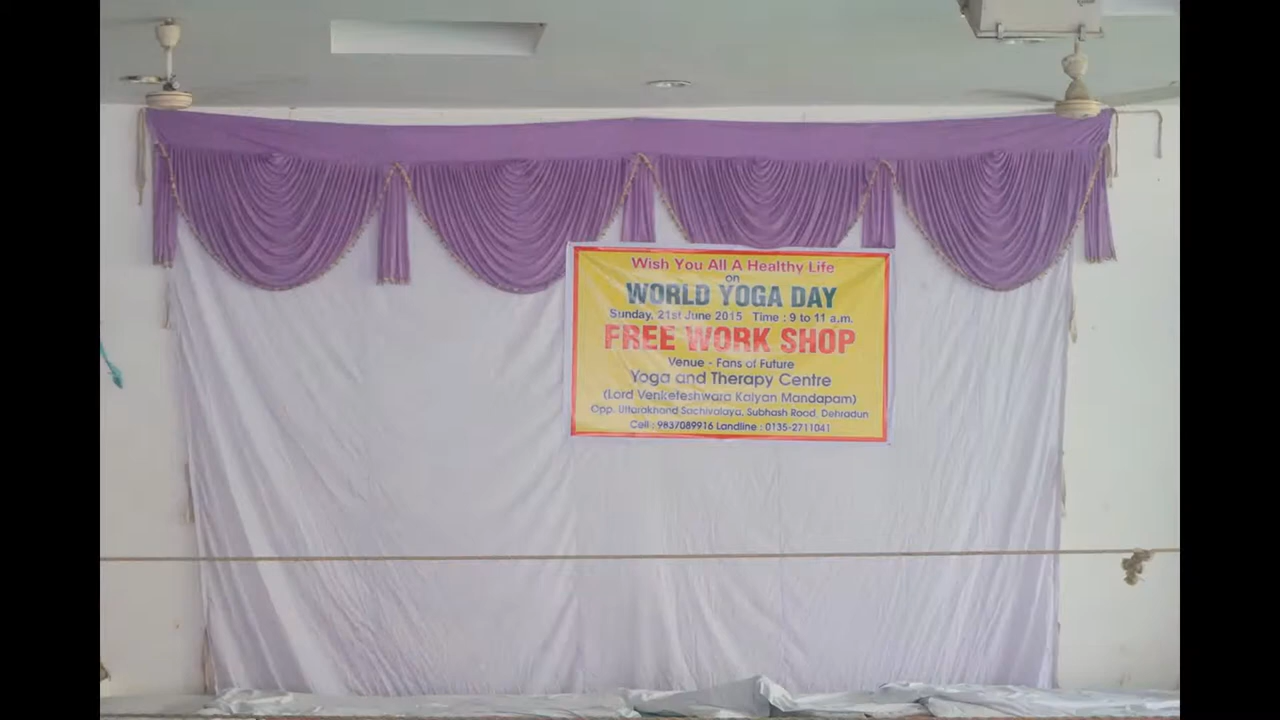 Wish You All A Healthy Life
on
WORLD YOGA DAY
Sunday, 21st June 2015 Time : 9 to 11 a.m.
FREE WORK SHOP
Venue - Fans of Future
Yoga and Therapy Centre
(Lord Venketeshwara Kalyan Mandapam)
Opp. Uttarakhand Sachivalaya, Subhash Road, Dehradun
Cell : 9837089916 Landline : 0135-2711041